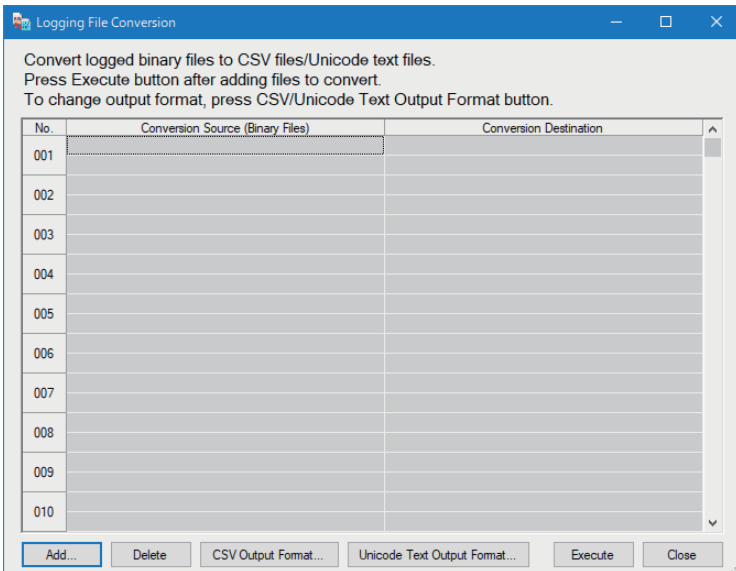 Logging File Conversion
Convert logged binary files to CSV files/Unicode text files.
Press Execute button after adding files to convert.
To change output format, press CSV/Unicode Text Output Format button.
No. Conversion Source (Binary Files) Conversion Destination
001
002
003
004
005
006
007
008
009
010
Add... Delete CSV Output Format... Unicode Text Output Format... Execute Close